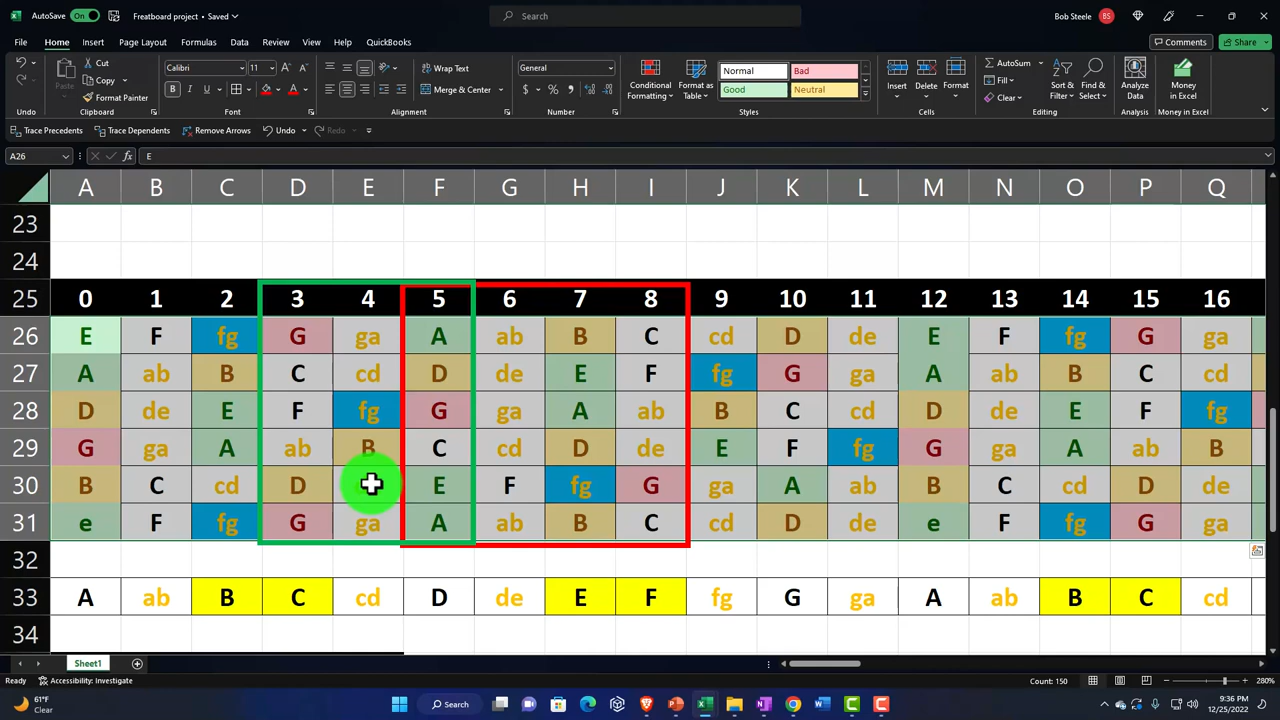 AutoSave On Freatboard project • Saved Search Bob Steele BS
File Home Insert Page Layout Formulas Data Review View Help QuickBooks Comments Share
Cut Copy Format Painter Paste Undo Clipboard
Calibri 11 B I U A A Font
Wrap Text Merge & Center Alignment
General $ % Number
Conditional Formatting Format as Table Normal Bad Good Neutral Styles
Insert Delete Format Cells
AutoSum Fill Clear Sort & Filter Find & Select Editing
Analyze Data Analysis Money in Excel Money in Excel
Trace Precedents Trace Dependents Remove Arrows Undo Redo
A26 fx E
A B C D E F G H I J K L M N O P Q
23
24
25 0 1 2 3 4 5 6 7 8 9 10 11 12 13 14 15 16
26 E F fg G ga A ab B C cd D de E F fg G ga
27 A ab B C cd D de E F fg G ga A ab B C cd
28 D de E F fg G ga A ab B C cd D de E F fg
29 G ga A ab B C cd D de E F fg G ga A ab B
30 B C cd D E F fg G ga A ab B C cd D de
31 e F fg G ga A ab B C cd D de e F fg G ga
32
33 A ab B C cd D de E F fg G ga A ab B C cd
34
Sheet1
Ready Accessibility: Investigate Count: 150 280%
61°F Clear Search 9:36 PM 12/25/2022